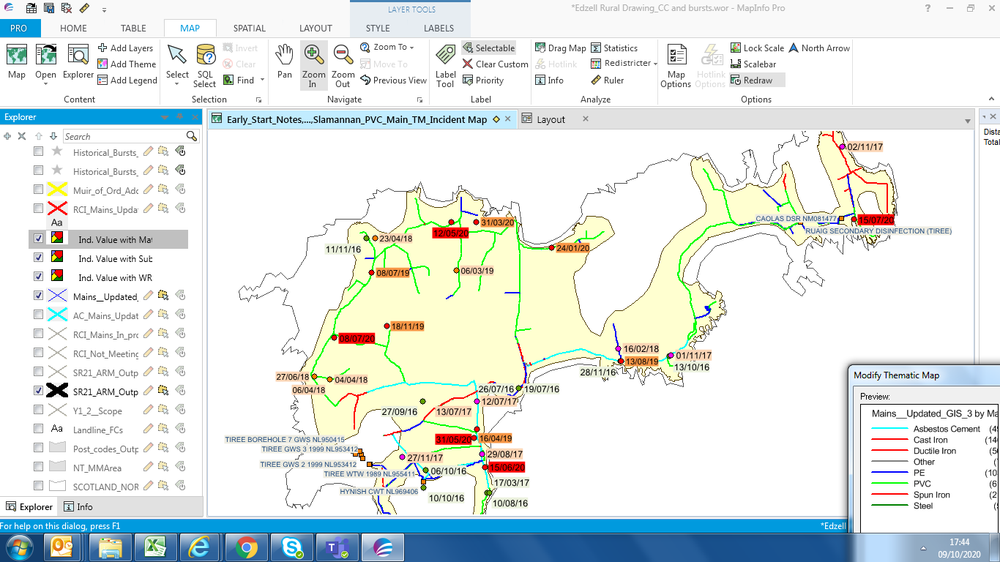 LAYER TOOLS
*Edzell Rural Drawing_CC and bursts.wor - MapInfo Pro
PRO HOME TABLE MAP SPATIAL LAYOUT STYLE LABELS
Map
Open
Explorer
Add Layers
Add Theme
Add Legend
Content
Select
SQL Select
Invert
Clear
Find
Selection
Pan
Zoom In
Zoom Out
Zoom To
Move To
Previous View
Navigate
Label Tool
Selectable
Clear Custom
Priority
Label
Drag Map
Hotlink
Info
Statistics
Redistricter
Ruler
Analyze
Map Options
Hotlink Options
Lock Scale
Scalebar
Redraw
North Arrow
Options
Explorer
Search
Historical_Bursts_
Historical_Bursts_
Muir_of_Ord_Adc
RCI_Mains_Updat
Aa
Ind. Value with Mat
Ind. Value with Sub
Ind. Value with WR
Mains__Updated_
AC_Mains_Updat
RCI_Mains_In_prc
RCI_Not_Meeting
SR21_ARM_Outp
SR21_ARM_Outp
Y1_2__Scope
Aa Landline_FCs
Post_codes_Outp
NT_MMArea
SCOTLAND_NOR
Explorer Info
Early_Start_Notes,...,Slamannan_PVC_Main_TM_Incident Map
Layout
Dista
Total
02/11/17
CAOLAS DSR NM081477
15/07/20
RUAIG SECONDARY DISINFECTION (TIREE)
31/03/20
12/05/20
23/04/18
11/11/16
24/01/20
06/03/19
08/07/19
18/11/19
08/07/20
16/02/18
13/08/19
28/11/16
01/11/17
13/10/16
27/06/18
04/04/18
06/04/18
26/07/16
19/07/16
12/07/17
27/09/16
13/07/17
31/05/20
16/04/19
TIREE BOREHOLE 7 GWS NL950415
TIREE GWS 3 1999 NL953412
TIREE GWS 2 1999 NL953412
TIREE WTW 1989 NL955411
HYNISH CWT NL969406
27/11/17
29/08/17
06/10/16
15/06/20
17/03/17
10/10/16
10/08/16
Modify Thematic Map
Preview:
Mains__Updated_GIS_3 by Ma
Asbestos Cement (49
Cast Iron (14
Ductile Iron (50
Other (
PE (10
PVC (6
Spun Iron (2
Steel (
For help on this dialog, press F1
*Edzell
17:44
09/10/2020